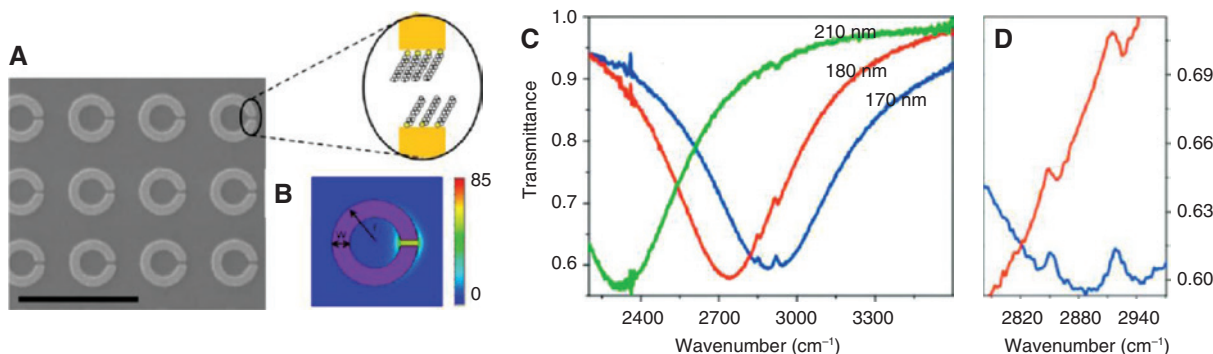 A
B
w
r
85
0
C
Transmittance
1.0
0.9
0.8
0.7
0.6
210 nm
180 nm
170 nm
2400 2700 3000 3300
Wavenumber (cm⁻¹)
D
0.69
0.66
0.63
0.60
2820 2880 2940
Wavenumber (cm⁻¹)